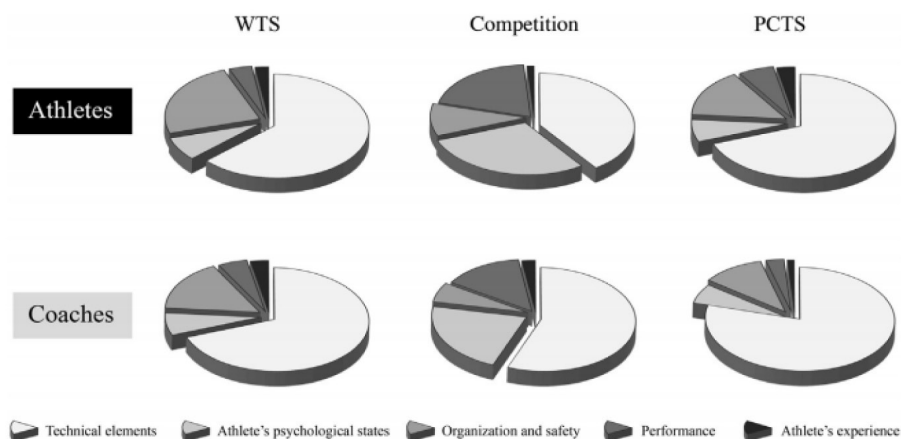 WTS Competition PCTS
Athletes
Coaches
Technical elements Athlete's psychological states Organization and safety Performance Athlete's experience